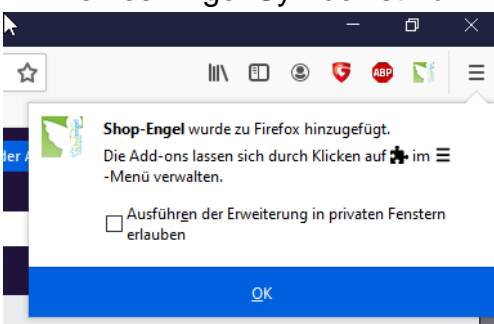 ABP
Shop-Engel wurde zu Firefox hinzugefügt.
Die Add-ons lassen sich durch Klicken auf im
-Menü verwalten.
der
Ausführen der Erweiterung in privaten Fenstern
erlauben
OK